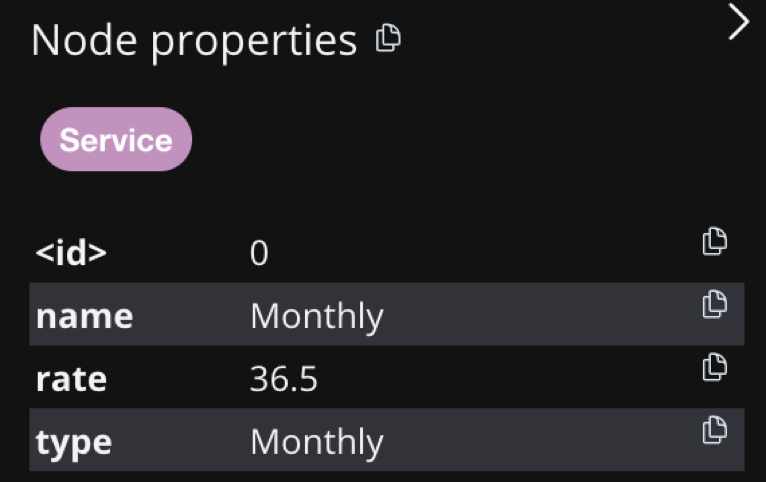 Node properties
Service
<id> 0
name Monthly
rate 36.5
type Monthly